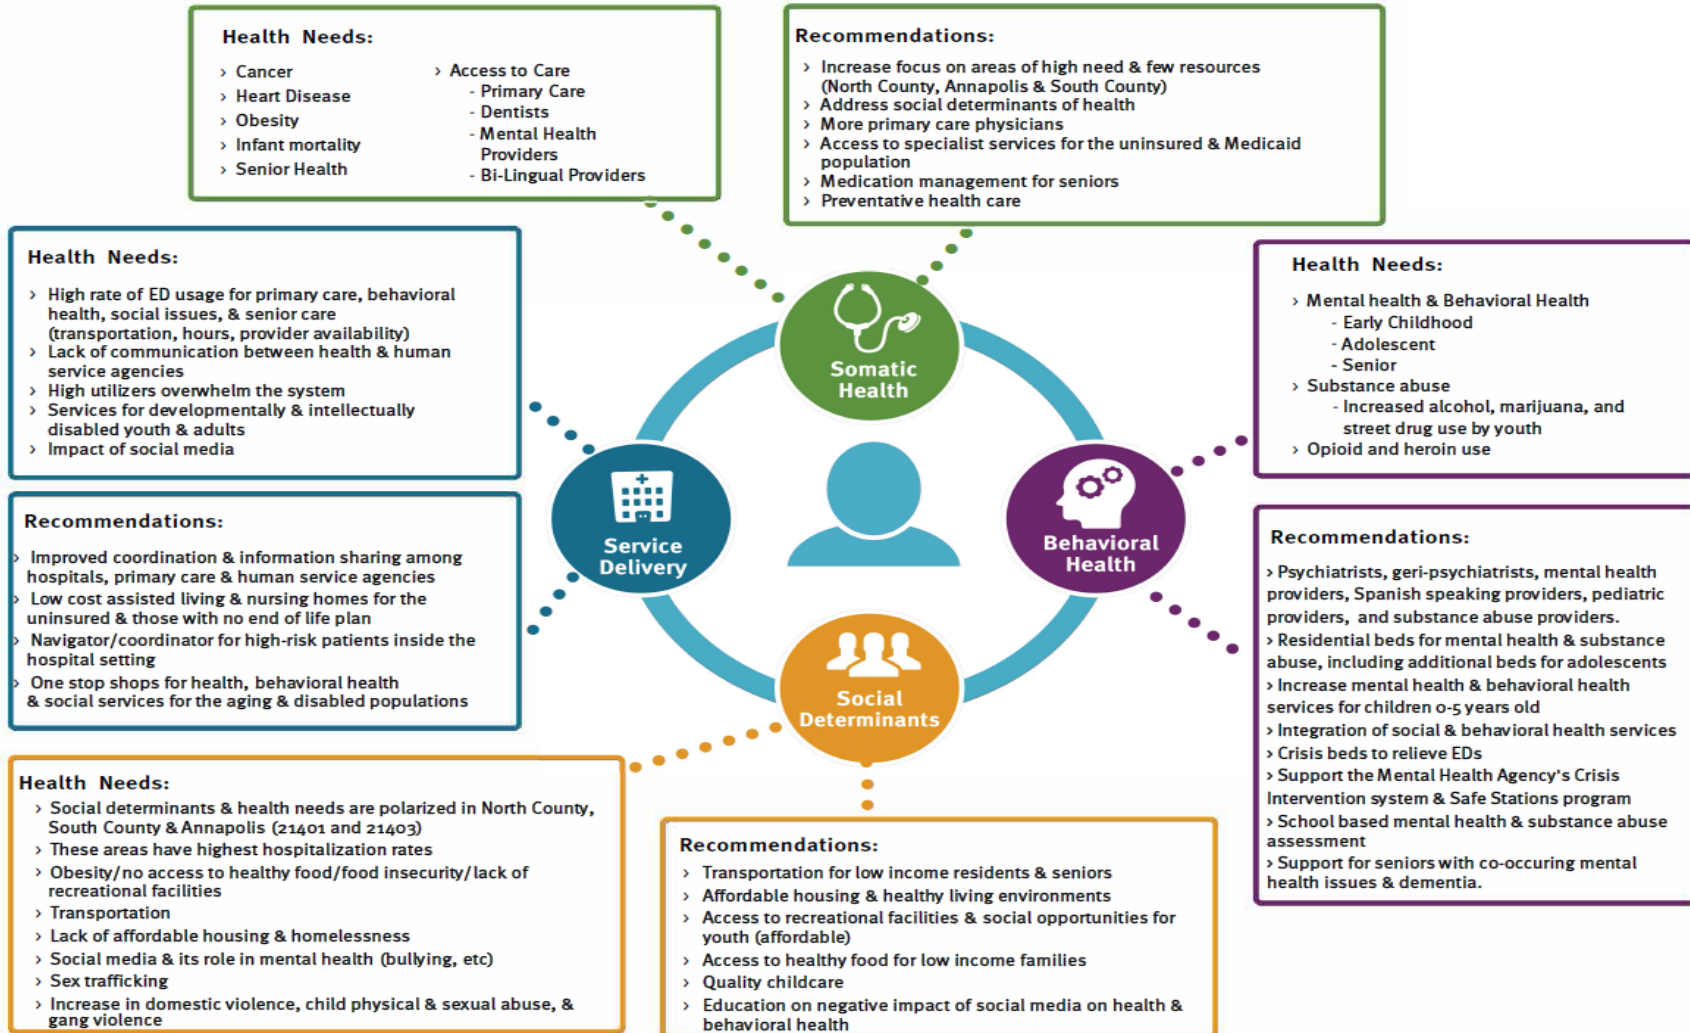 Health Needs:
› Cancer
› Heart Disease
› Obesity
› Infant mortality
› Senior Health
› Access to Care
- Primary Care
- Dentists
- Mental Health
Providers
- Bi-Lingual Providers
Recommendations:
› Increase focus on areas of high need & few resources
(North County, Annapolis & South County)
› Address social determinants of health
› More primary care physicians
› Access to specialist services for the uninsured & Medicaid
population
› Medication management for seniors
› Preventative health care
Health Needs:
› High rate of ED usage for primary care, behavioral
health, social issues, & senior care
(transportation, hours, provider availability)
› Lack of communication between health & human
service agencies
› High utilizers overwhelm the system
› Services for developmentally & intellectually
disabled youth & adults
› Impact of social media
Recommendations:
› Improved coordination & information sharing among
hospitals, primary care & human service agencies
› Low cost assisted living & nursing homes for the
uninsured & those with no end of life plan
› Navigator/coordinator for high-risk patients inside the
hospital setting
› One stop shops for health, behavioral health
& social services for the aging & disabled populations
Somatic
Health
Service
Delivery
Behavioral
Health
Social
Determinants
Health Needs:
› Mental health & Behavioral Health
- Early Childhood
- Adolescent
- Senior
› Substance abuse
- Increased alcohol, marijuana, and
street drug use by youth
› Opioid and heroin use
Recommendations:
› Psychiatrists, geri-psychiatrists, mental health
providers, Spanish speaking providers, pediatric
providers, and substance abuse providers.
› Residential beds for mental health & substance
abuse, including additional beds for adolescents
› Increase mental health & behavioral health
services for children 0-5 years old
› Integration of social & behavioral health services
› Crisis beds to relieve EDs
› Support the Mental Health Agency's Crisis
Intervention system & Safe Stations program
› School based mental health & substance abuse
assessment
› Support for seniors with co-occuring mental
health issues & dementia.
Health Needs:
› Social determinants & health needs are polarized in North County,
South County & Annapolis (21401 and 21403)
› These areas have highest hospitalization rates
› Obesity/no access to healthy food/food insecurity/lack of
recreational facilities
› Transportation
› Lack of affordable housing & homelessness
› Social media & its role in mental health (bullying, etc)
› Sex trafficking
› Increase in domestic violence, child physical & sexual abuse, &
gang violence
Recommendations:
› Transportation for low income residents & seniors
› Affordable housing & healthy living environments
› Access to recreational facilities & social opportunities for
youth (affordable)
› Access to healthy food for low income families
› Quality childcare
› Education on negative impact of social media on health &
behavioral health